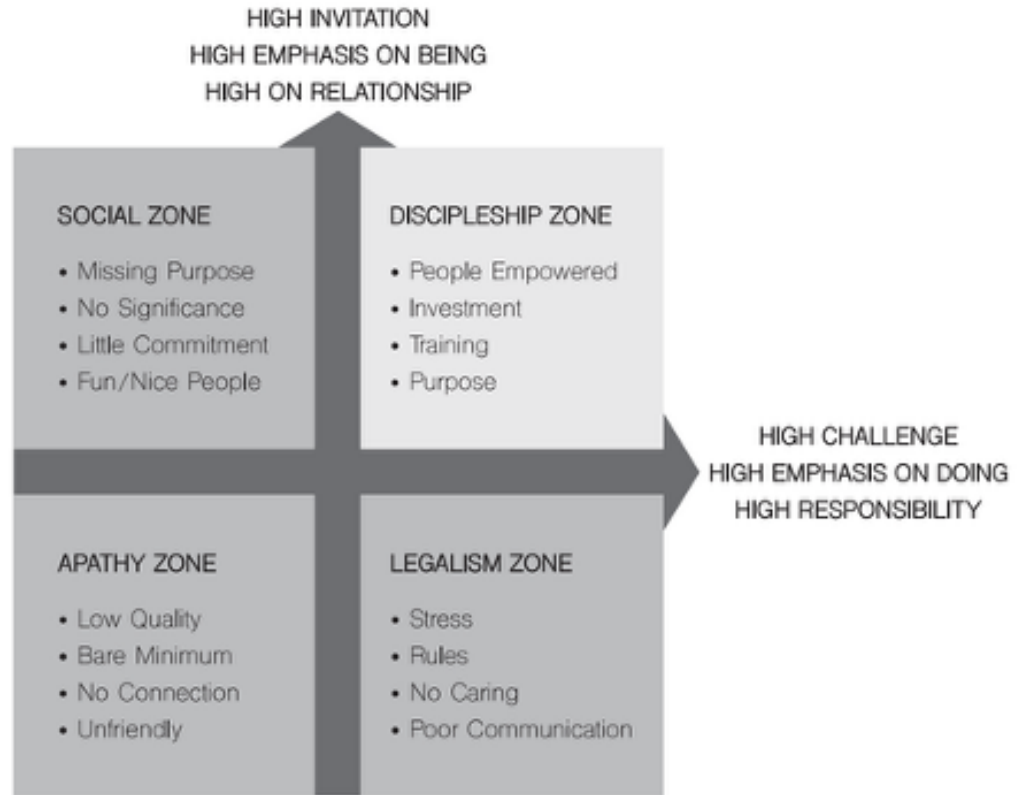 HIGH INVITATION
HIGH EMPHASIS ON BEING
HIGH ON RELATIONSHIP
SOCIAL ZONE
• Missing Purpose
• No Significance
• Little Commitment
• Fun/Nice People
DISCIPLESHIP ZONE
• People Empowered
• Investment
• Training
• Purpose
HIGH CHALLENGE
HIGH EMPHASIS ON DOING
HIGH RESPONSIBILITY
APATHY ZONE
• Low Quality
• Bare Minimum
• No Connection
• Unfriendly
LEGALISM ZONE
• Stress
• Rules
• No Caring
• Poor Communication